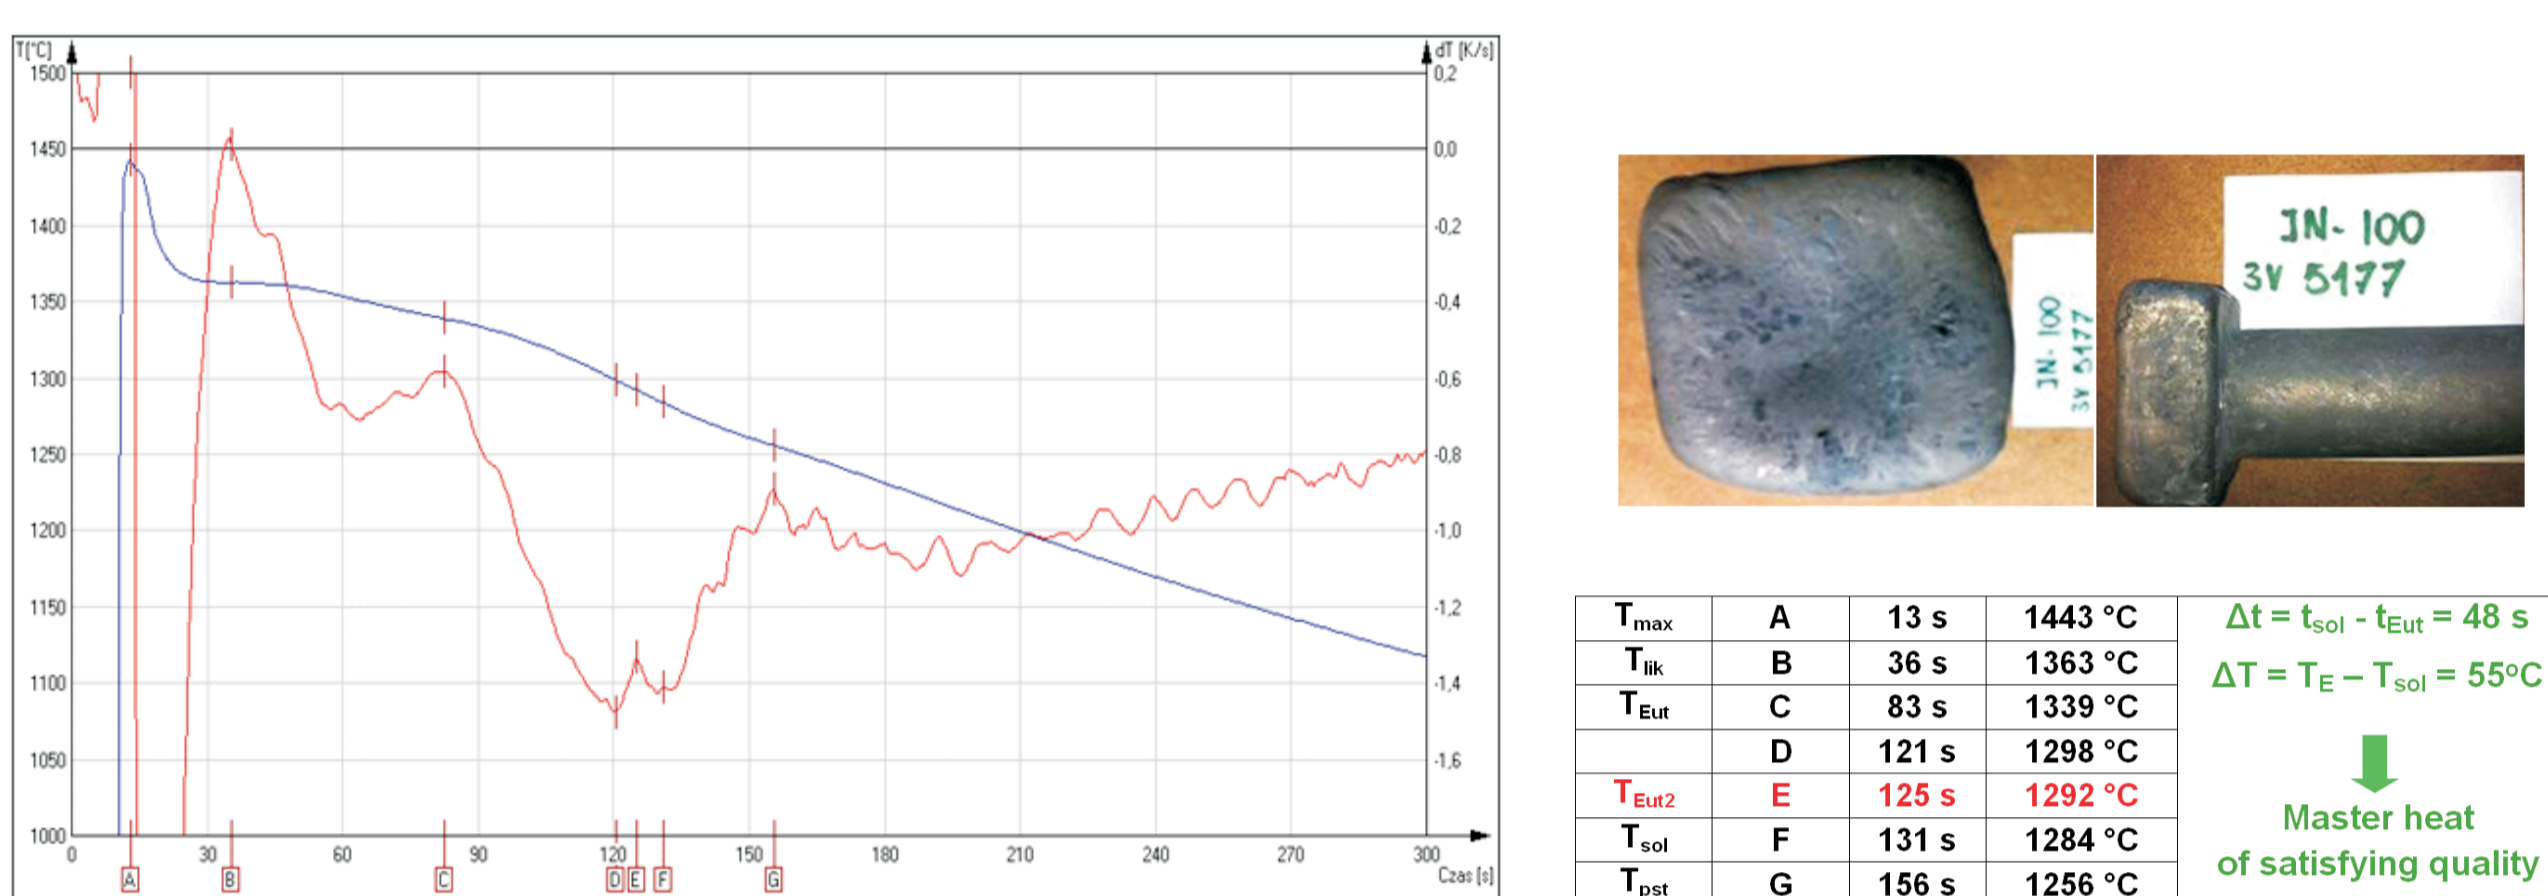 T[°C]
dT [K/s]
1500
1450
1400
1350
1300
1250
1200
1150
1100
1050
1000
0,2
0,0
-0,2
-0,4
-0,6
-0,8
-1,0
-1,2
-1,4
-1,6
0 30 60 90 120 150 180 210 240 270 300
Czas [s]
A B C D E F G
JN-100
3V 5477
JN-100
3V 5477
Tmax A 13 s 1443 °C
Tlik B 36 s 1363 °C
TEut C 83 s 1339 °C
D 121 s 1298 °C
TEut2 E 125 s 1292 °C
Tsol F 131 s 1284 °C
Tpst G 156 s 1256 °C
Δt = tsol - tEut = 48 s
ΔT = TE – Tsol = 55°C
Master heat
of satisfying quality